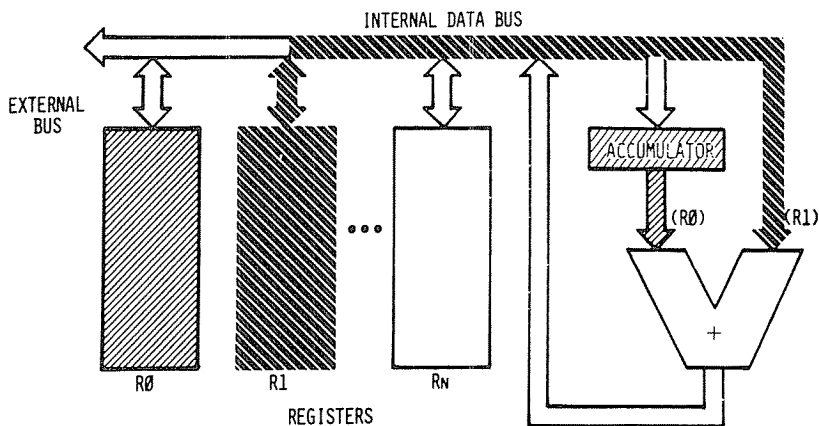 INTERNAL DATA BUS
EXTERNAL
BUS
ACCUMULATOR
(RØ)
(R1)
+
RØ
R1
RN
REGISTERS